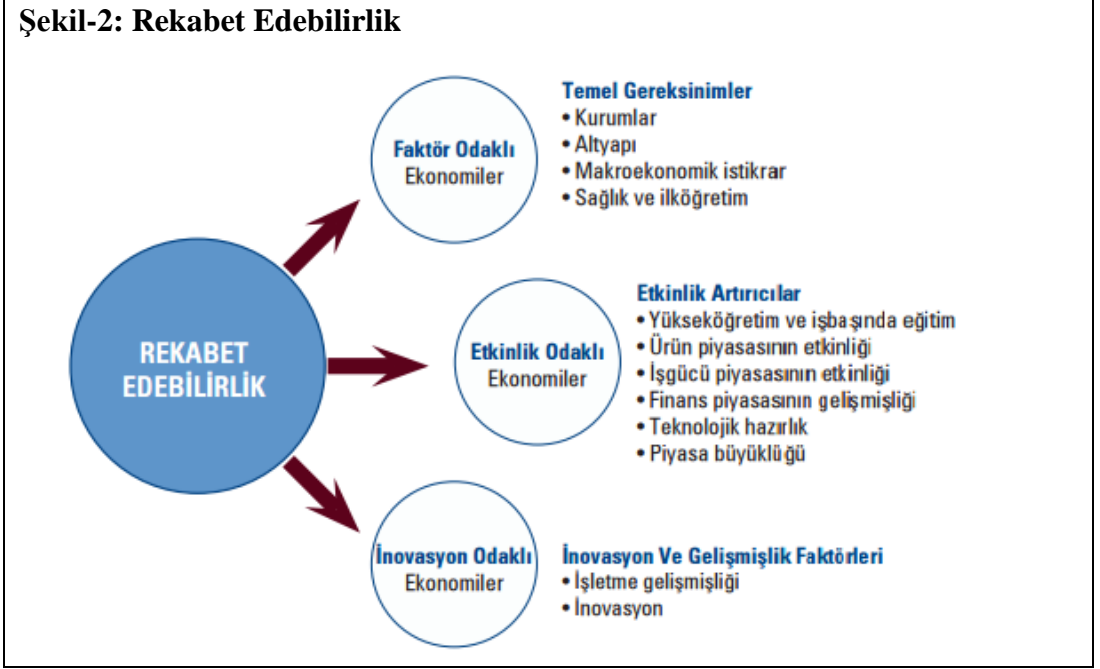 Şekil-2: Rekabet Edebilirlik
Faktör Odaklı
Ekonomiler
Temel Gereksinimler
• Kurumlar
• Altyapı
• Makroekonomik istikrar
• Sağlık ve ilköğretim
REKABET
EDEBİLİRLİK
Etkinlik Odaklı
Ekonomiler
Etkinlik Artırıcılar
• Yükseköğretim ve işbaşında eğitim
• Ürün piyasasının etkinliği
• İşgücü piyasasının etkinliği
• Finans piyasasının gelişmişliği
• Teknolojik hazırlık
• Piyasa büyüklüğü
İnovasyon Odaklı
Ekonomiler
İnovasyon Ve Gelişmişlik Faktörleri
• İşletme gelişmişliği
• İnovasyon